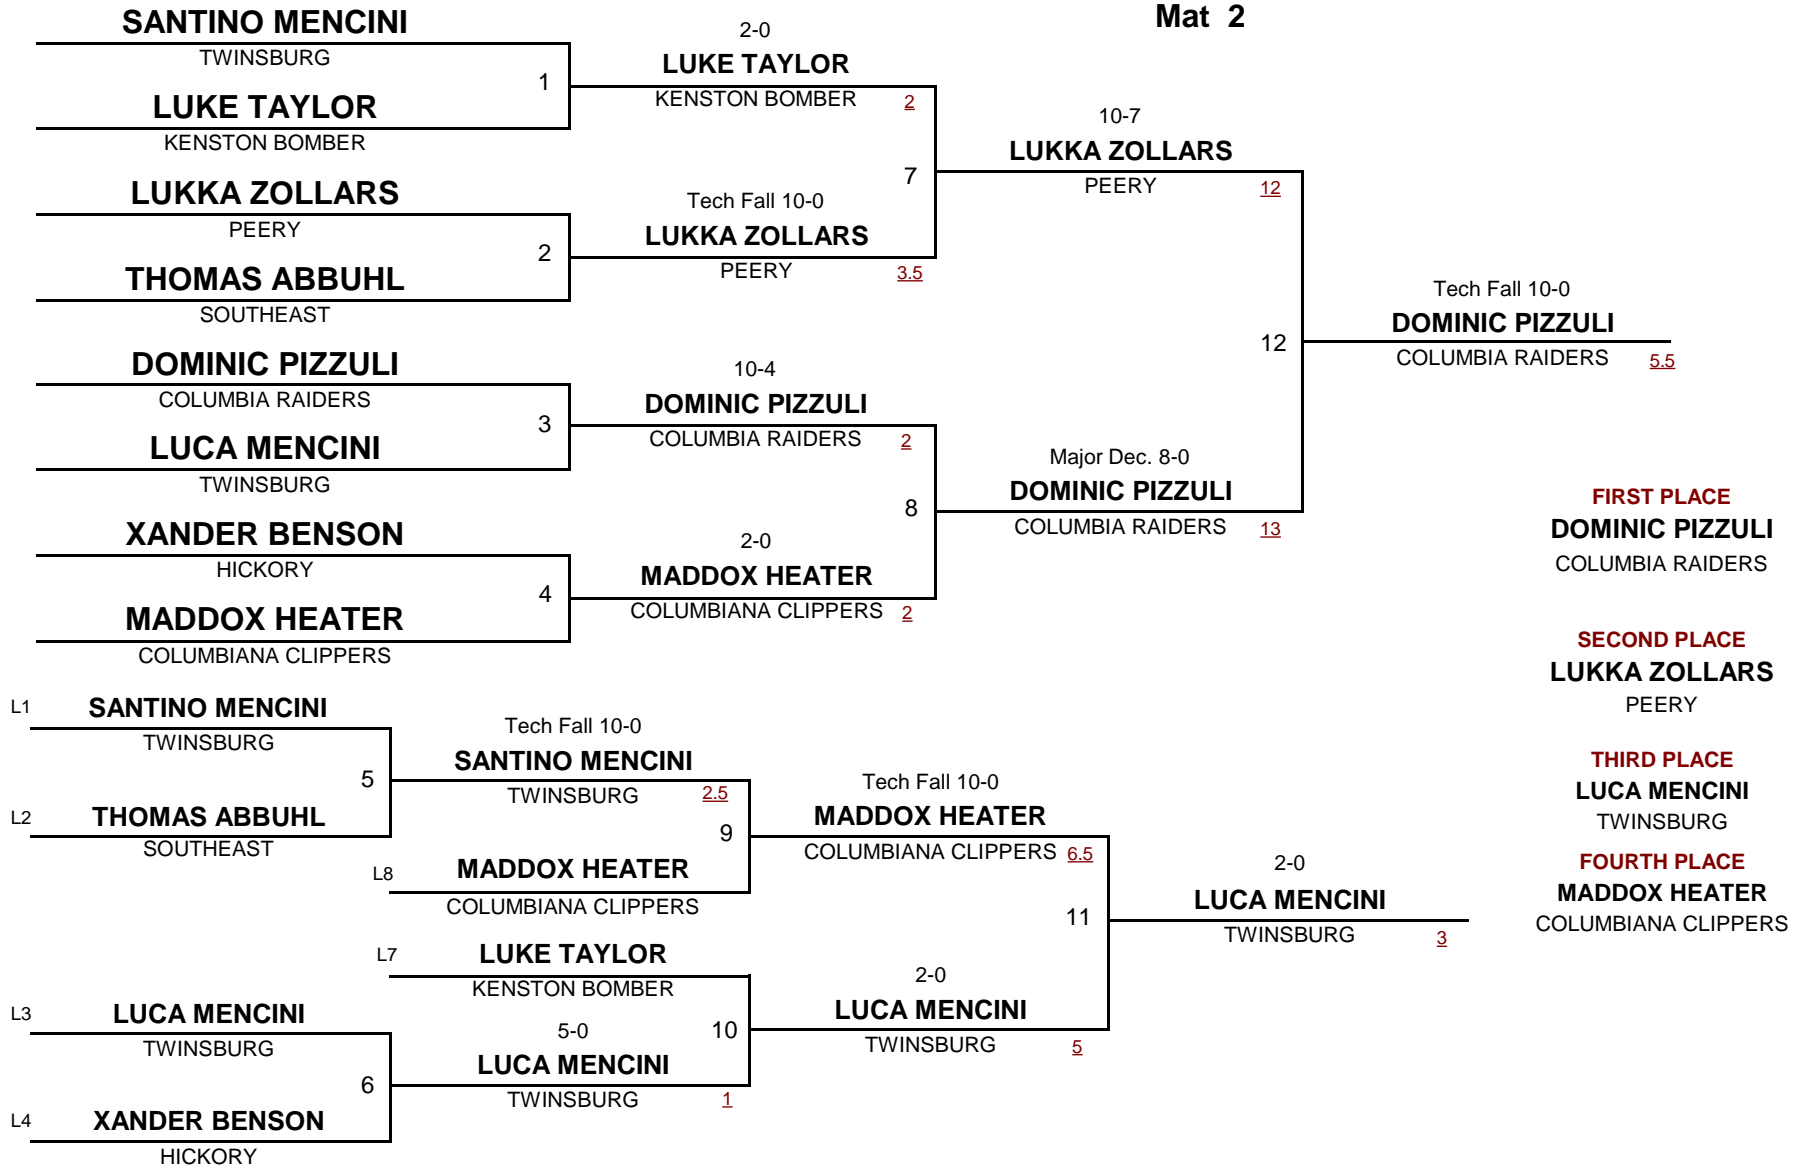 Mat 2
SANTINO MENCINI
TWINSBURG
1
LUKE TAYLOR
KENSTON BOMBER
LUKKA ZOLLARS
PEERY
2
THOMAS ABBUHL
SOUTHEAST
DOMINIC PIZZULI
COLUMBIA RAIDERS
3
LUCA MENCINI
TWINSBURG
XANDER BENSON
HICKORY
4
MADDOX HEATER
COLUMBIANA CLIPPERS
2-0
LUKE TAYLOR
KENSTON BOMBER 2
7
Tech Fall 10-0
LUKKA ZOLLARS
PEERY 3.5
10-4
DOMINIC PIZZULI
COLUMBIA RAIDERS 2
8
2-0
MADDOX HEATER
COLUMBIANA CLIPPERS 2
10-7
LUKKA ZOLLARS
PEERY 12
12
Major Dec. 8-0
DOMINIC PIZZULI
COLUMBIA RAIDERS 13
Tech Fall 10-0
DOMINIC PIZZULI
COLUMBIA RAIDERS 5.5
FIRST PLACE
DOMINIC PIZZULI
COLUMBIA RAIDERS
SECOND PLACE
LUKKA ZOLLARS
PEERY
THIRD PLACE
LUCA MENCINI
TWINSBURG
FOURTH PLACE
MADDOX HEATER
COLUMBIANA CLIPPERS
L1 SANTINO MENCINI
TWINSBURG
5
L2 THOMAS ABBUHL
SOUTHEAST
L3 LUCA MENCINI
TWINSBURG
6
L4 XANDER BENSON
HICKORY
Tech Fall 10-0
SANTINO MENCINI
TWINSBURG 2.5
9
L8 MADDOX HEATER
COLUMBIANA CLIPPERS
L7 LUKE TAYLOR
KENSTON BOMBER
10
5-0
LUCA MENCINI
TWINSBURG 1
Tech Fall 10-0
MADDOX HEATER
COLUMBIANA CLIPPERS 6.5
11
2-0
LUCA MENCINI
TWINSBURG 5
2-0
LUCA MENCINI
TWINSBURG 3